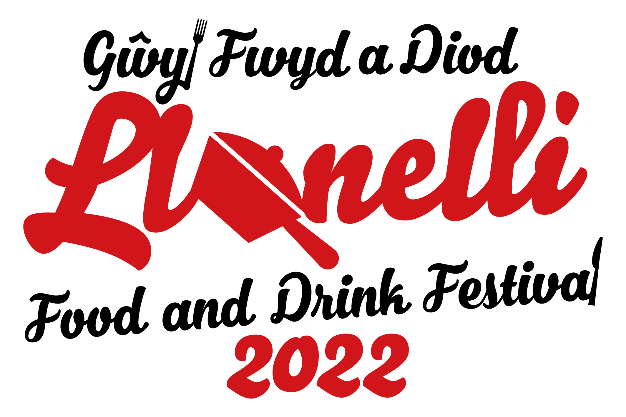 Gŵyl Fwyd a Diod
Llanelli
Food and Drink Festival
2022